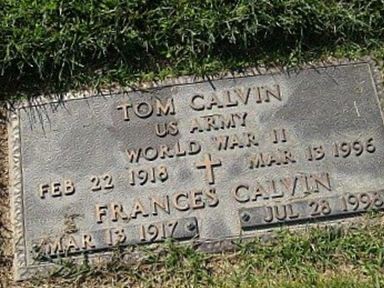 TOM CALVIN
US ARMY
WORLD WAR II
FEB 22 1918 MAR 13 1996
FRANCES CALVIN
MAR 13 1917 JUL 28 1998